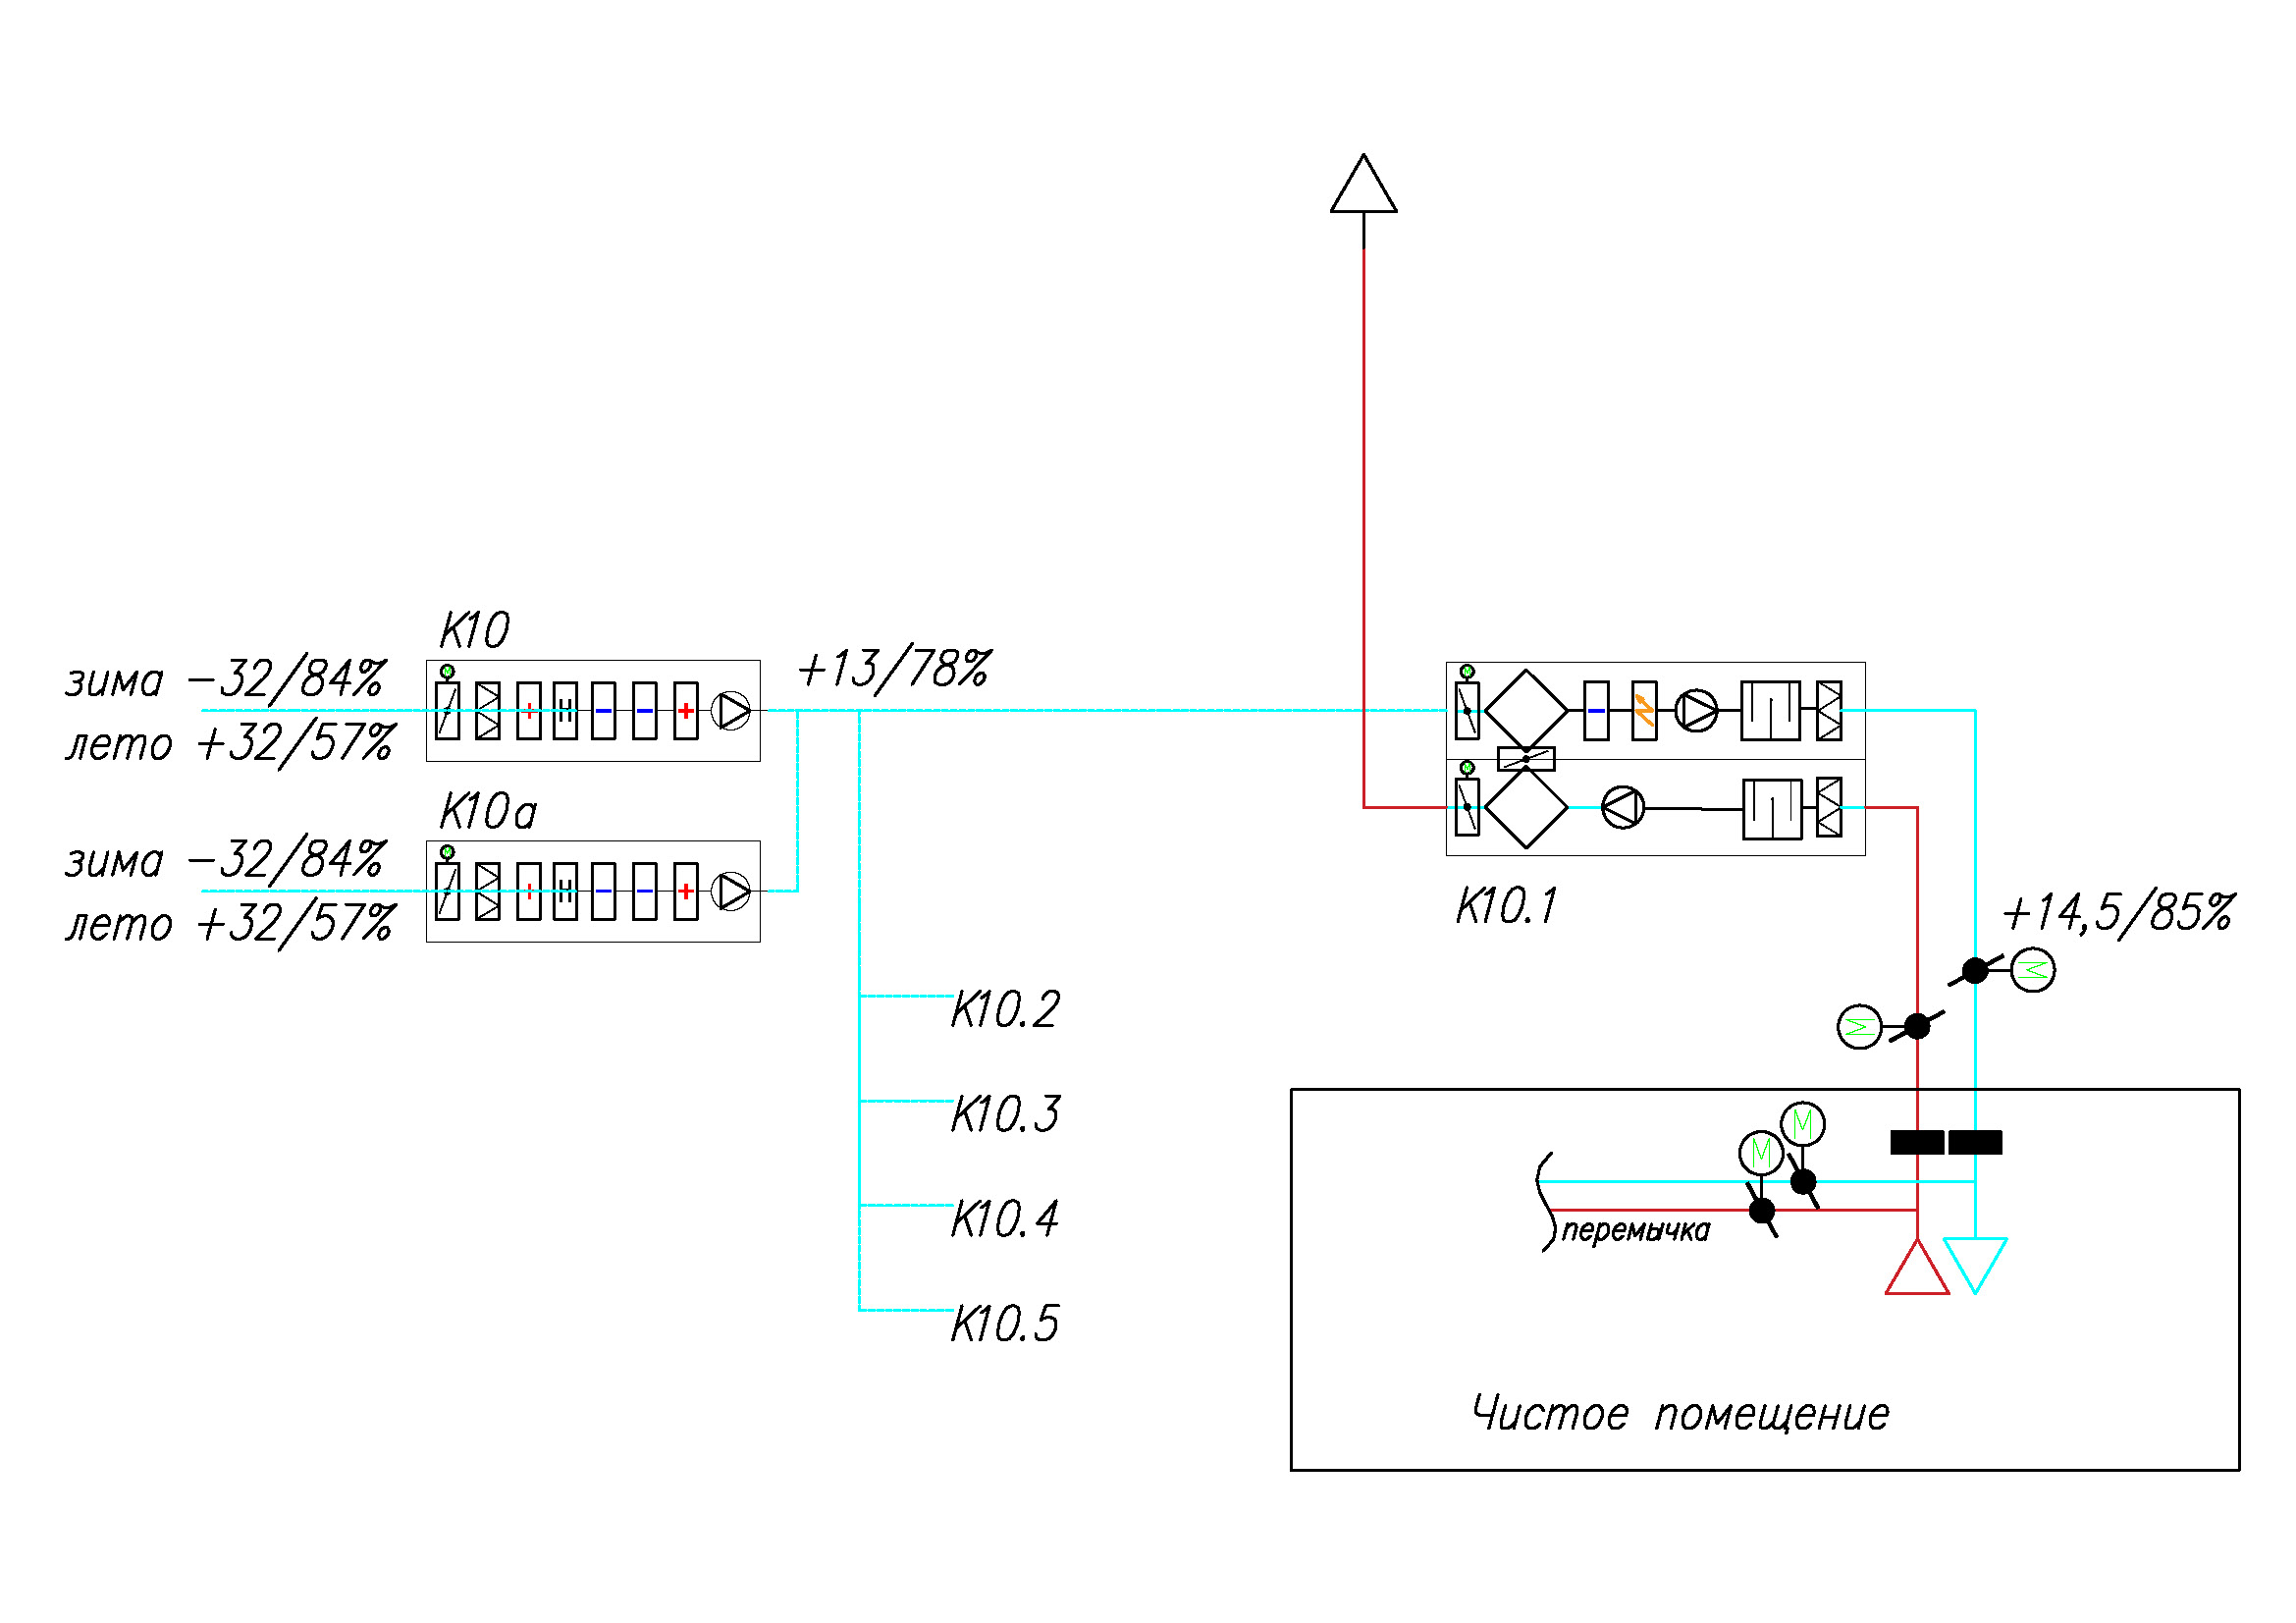 К10
зима -32/84%
+13/78%
лето +32/57%
К10а
зима -32/84%
лето +32/57%
К10.1
+14,5/85%
М
М
К10.2
К10.3
М
М
К10.4
перемычка
К10.5
Чистое помещение